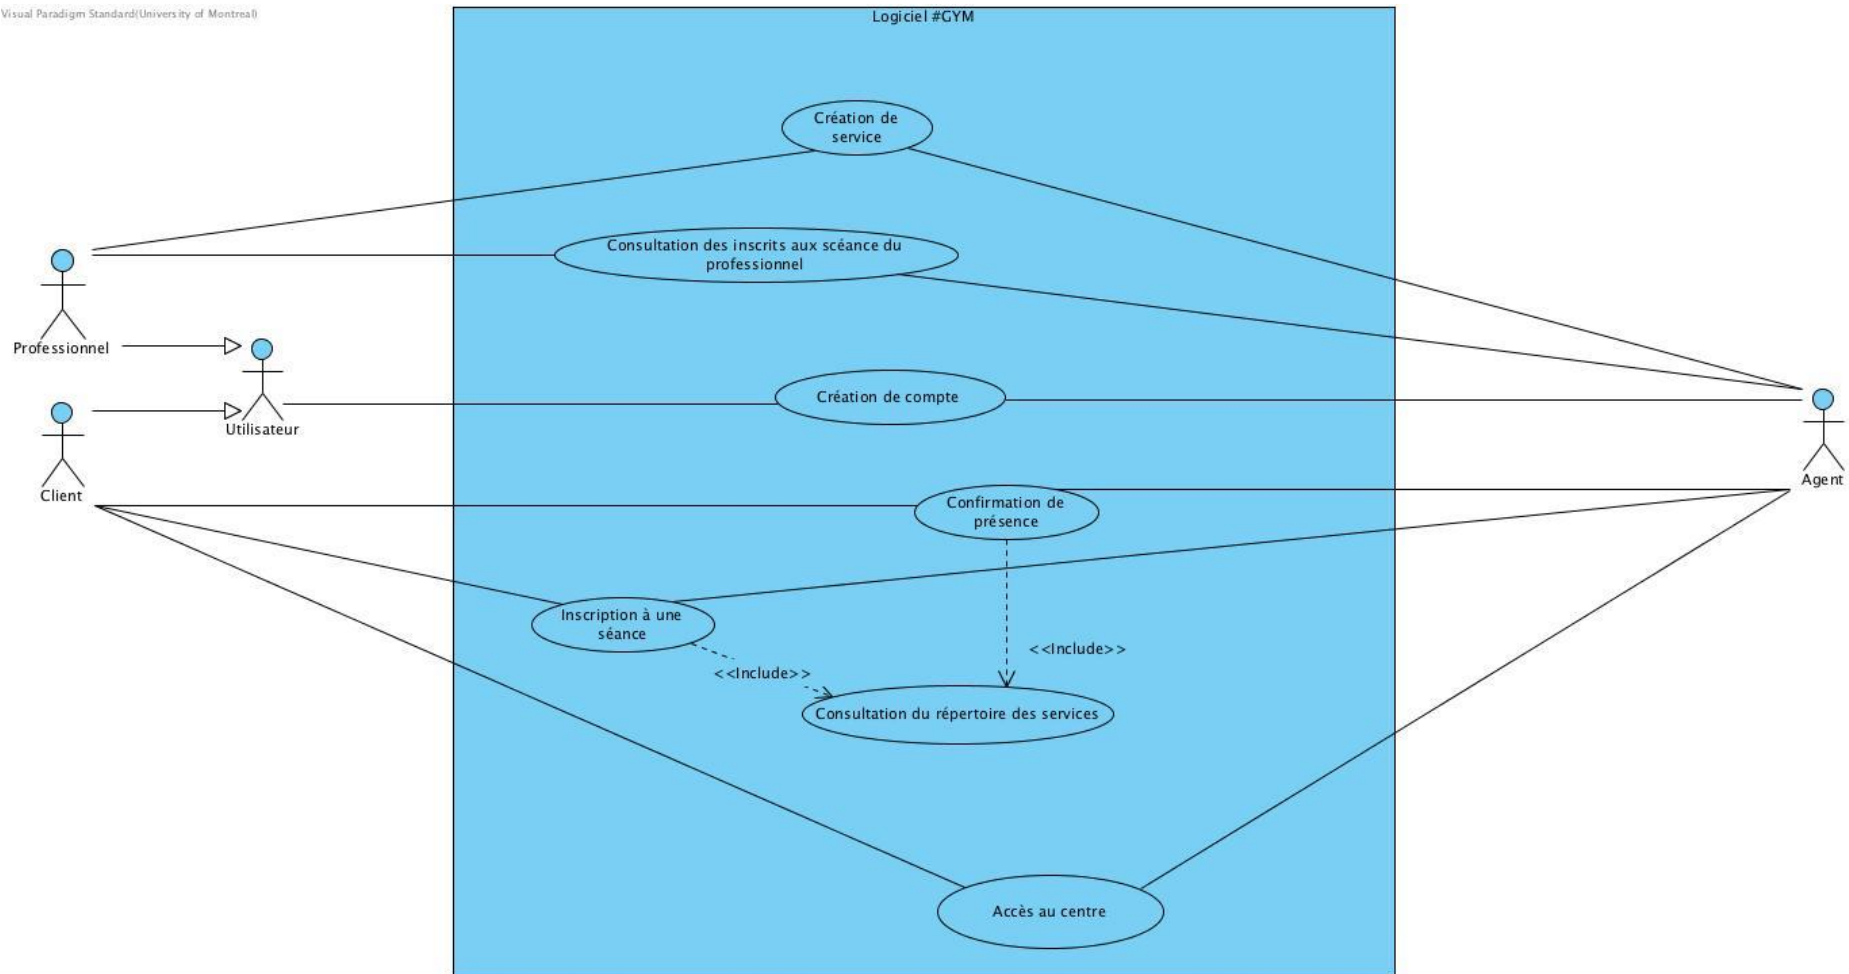 Visual Paradigm Standard(University of Montreal)
Logiciel #GYM
Création de
service
Consultation des inscrits aux scéance du
professionnel
Professionnel
Utilisateur
Création de compte
Client
Agent
Confirmation de
présence
Inscription à une
séance
<<Include>>
<<Include>>
Consultation du répertoire des services
Accès au centre